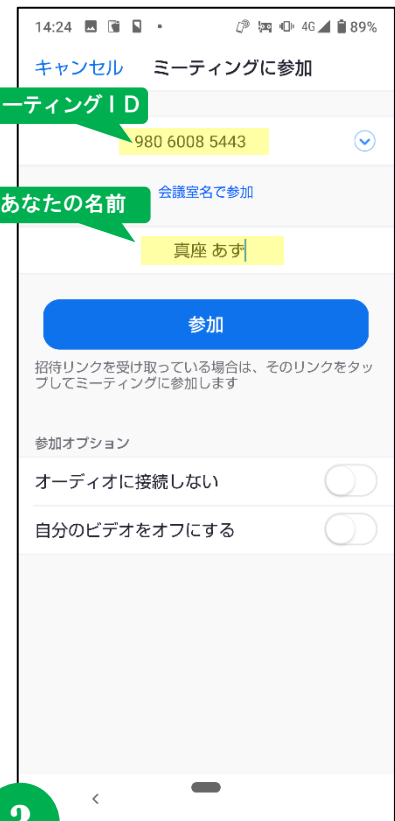 14:24 4G 89%
キャンセル ミーティングに参加
ーティングID
980 6008 5443
会議室名で参加
あなたの名前
真座 あず
参加
招待リンクを受け取っている場合は、そのリンクをタッ
プしてミーティングに参加します
参加オプション
オーディオに接続しない
自分のビデオをオフにする